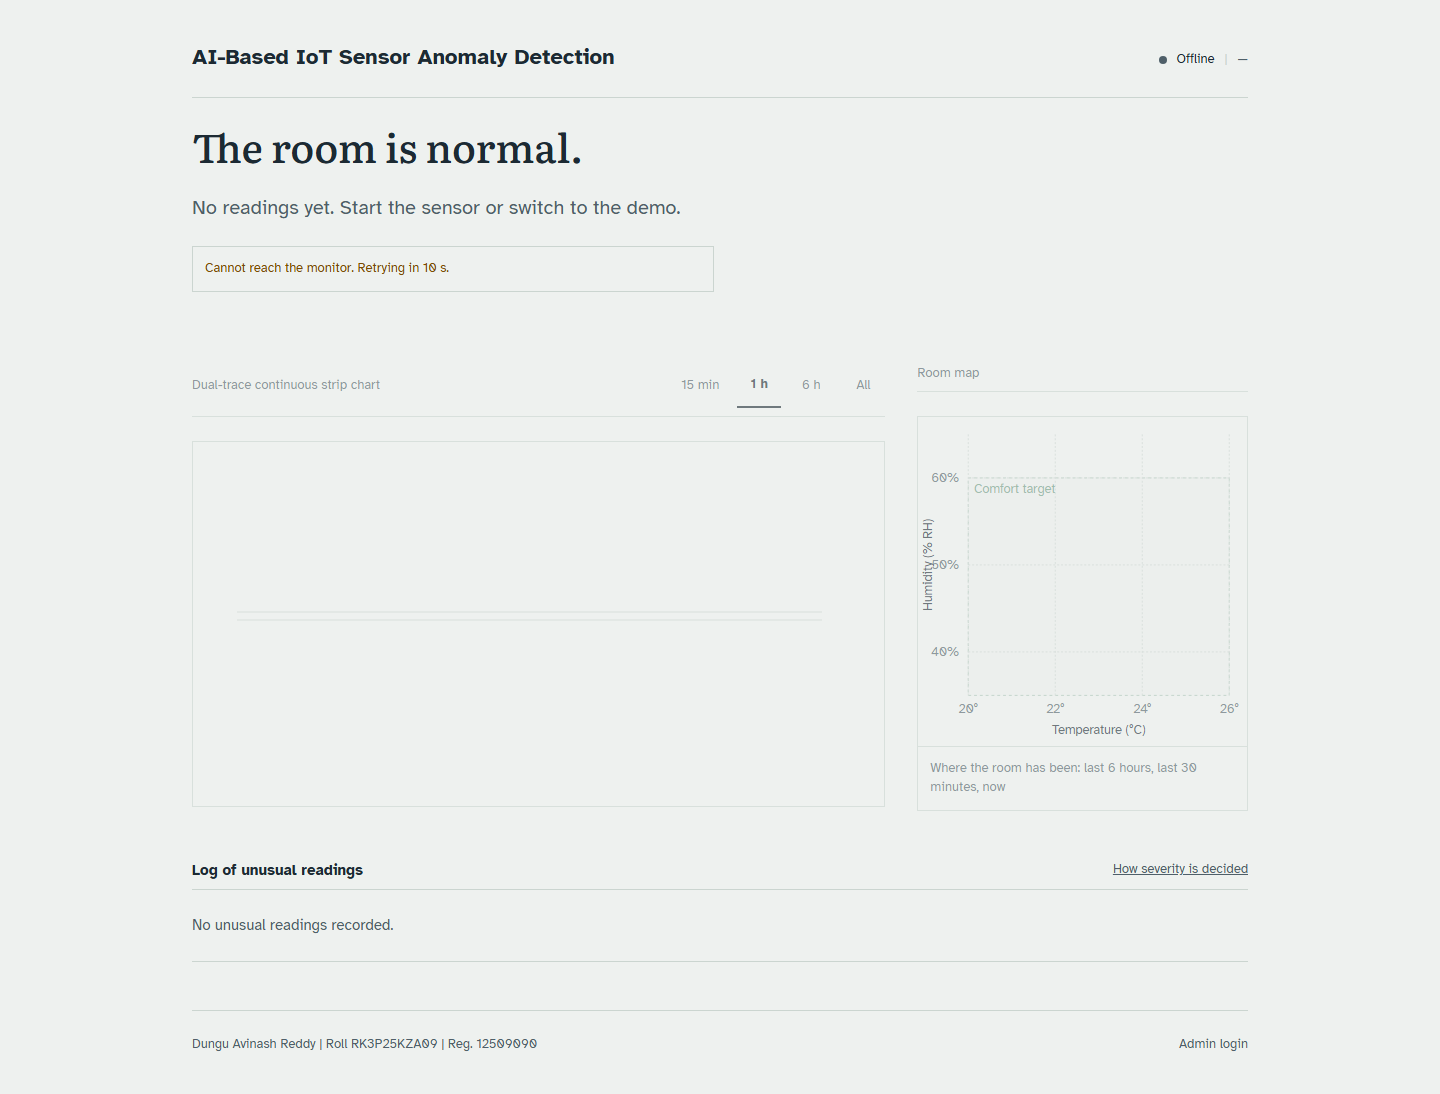 AI-Based IoT Sensor Anomaly Detection
Offline | —
The room is normal.
No readings yet. Start the sensor or switch to the demo.
Cannot reach the monitor. Retrying in 10 s.
Dual-trace continuous strip chart
15 min 1 h 6 h All
Room map
60%
Comfort target
50%
40%
Humidity (% RH)
20° 22° 24° 26°
Temperature (°C)
Where the room has been: last 6 hours, last 30
minutes, now
Log of unusual readings
How severity is decided
No unusual readings recorded.
Dungu Avinash Reddy | Roll RK3P25KZA09 | Reg. 12509090
Admin login